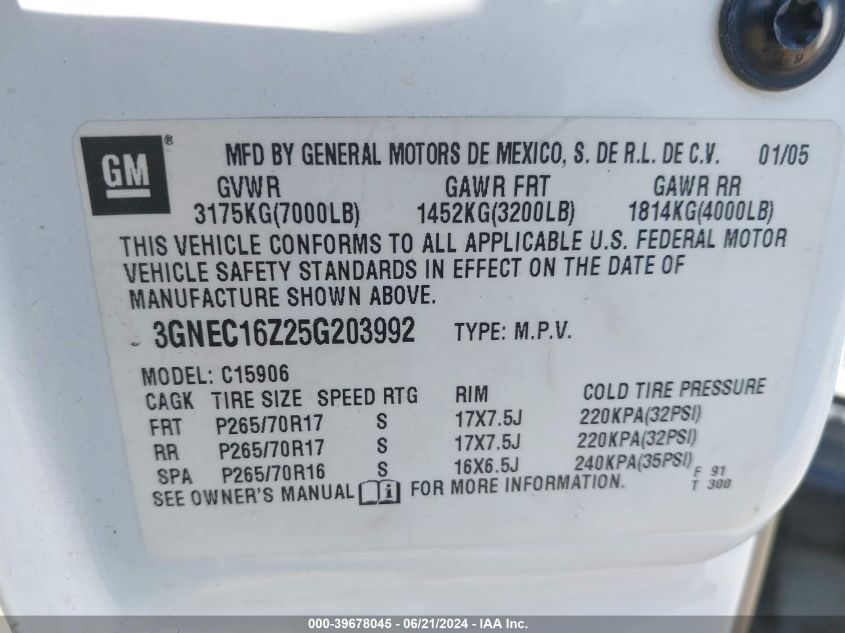 GM ® MFD BY GENERAL MOTORS DE MEXICO, S. DE R.L. DE C.V. 01/05
GVWR GAWR FRT GAWR RR
3175KG(7000LB) 1452KG(3200LB) 1814KG(4000LB)
THIS VEHICLE CONFORMS TO ALL APPLICABLE U.S. FEDERAL MOTOR
VEHICLE SAFETY STANDARDS IN EFFECT ON THE DATE OF
MANUFACTURE SHOWN ABOVE.
3GNEC16Z25G203992 TYPE: M.P.V.
MODEL: C15906
CAGK TIRE SIZE SPEED RTG RIM COLD TIRE PRESSURE
FRT P265/70R17 S 17X7.5J 220KPA(32PSI)
RR P265/70R17 S 17X7.5J 220KPA(32PSI)
SPA P265/70R16 S 16X6.5J 240KPA(35PSI) F 91
SEE OWNER'S MANUAL i FOR MORE INFORMATION. T 300
000-39678045 - 06/21/2024 - IAA Inc.